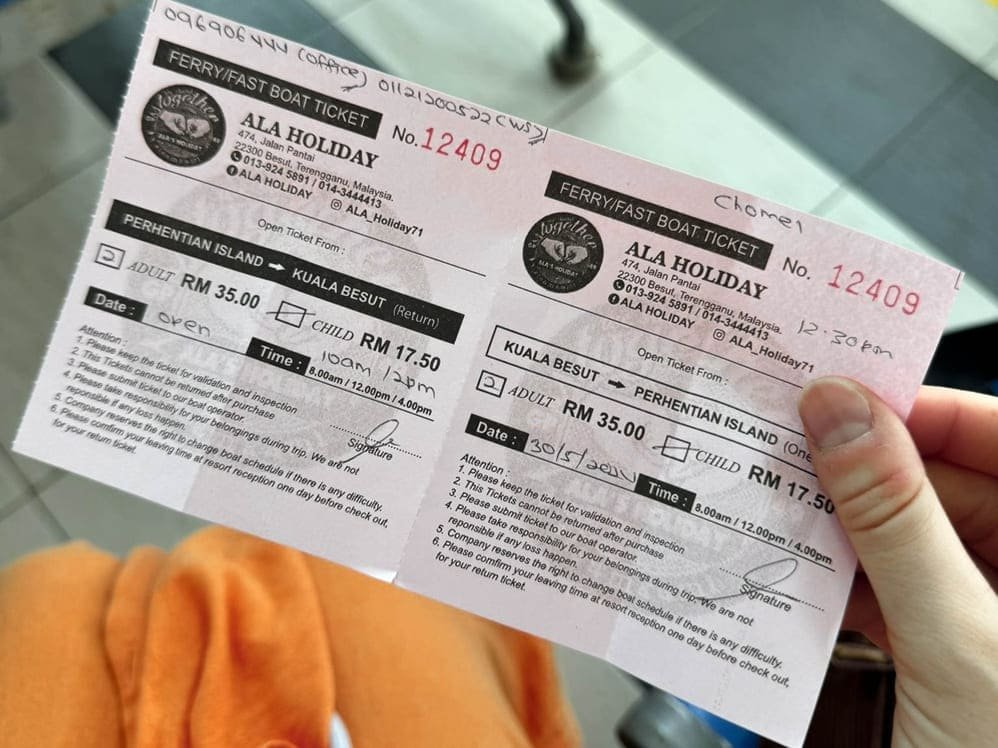 096906444 (office) 01121200522 (WS)
FERRY/FAST BOAT TICKET
together
ALA'S HOLIDAY
ALA HOLIDAY
No. 12409
474, Jalan Pantai
22300 Besut, Terengganu, Malaysia.
013-924 5891 / 014-3444413
ALA HOLIDAY ALA_Holiday71
Open Ticket From :
PERHENTIAN ISLAND → KUALA BESUT (Return)
2 ADULT RM 35.00 CHILD RM 17.50
Date : open Time : 10am 12pm
8.00am / 12.00pm / 4.00pm
Attention :
1. Please keep the ticket for validation and inspection
2. This Tickets cannot be returned after purchase
3. Please submit ticket to our boat operator.
4. Please take responsibility for your belongings during trip. We are not
reponsible if any loss happen.
5. Company reserves the right to change boat schedule if there is any difficulty.
6. Please confirm your leaving time at resort reception one day before check out,
for your return ticket.
Signature
Chomel
FERRY/FAST BOAT TICKET
together
ALA'S HOLIDAY
ALA HOLIDAY
No. 12409
474, Jalan Pantai
22300 Besut, Terengganu, Malaysia.
013-924 5891 / 014-3444413
ALA HOLIDAY ALA_Holiday71
12:30pm
Open Ticket From :
KUALA BESUT → PERHENTIAN ISLAND (One
2 ADULT RM 35.00 CHILD RM 17.50
Date : 30/5/2024 Time : 8.00am / 12.00pm / 4.00pm
Attention :
1. Please keep the ticket for validation and inspection
2. This Tickets cannot be returned after purchase
3. Please submit ticket to our boat operator.
4. Please take responsibility for your belongings during trip. We are not
reponsible if any loss happen.
5. Company reserves the right to change boat schedule if there is any difficulty.
6. Please confirm your leaving time at resort reception one day before check out,
for your return ticket.
Signature